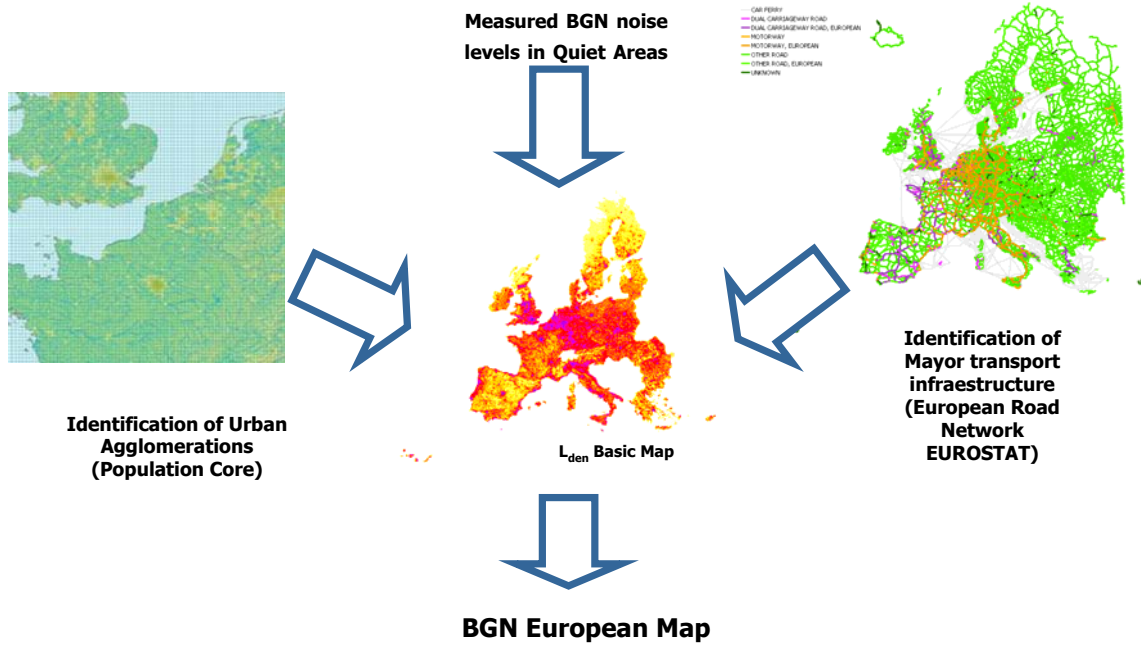 Measured BGN noise
levels in Quiet Areas
CAR FERRY
DUAL CARRIAGEWAY ROAD
DUAL CARRIAGEWAY ROAD, EUROPEAN
MOTORWAY
MOTORWAY, EUROPEAN
OTHER ROAD
OTHER ROAD, EUROPEAN
UNKNOWN
Identification of Urban
Agglomerations
(Population Core)
Lden Basic Map
Identification of
Mayor transport
infraestructure
(European Road
Network
EUROSTAT)
BGN European Map